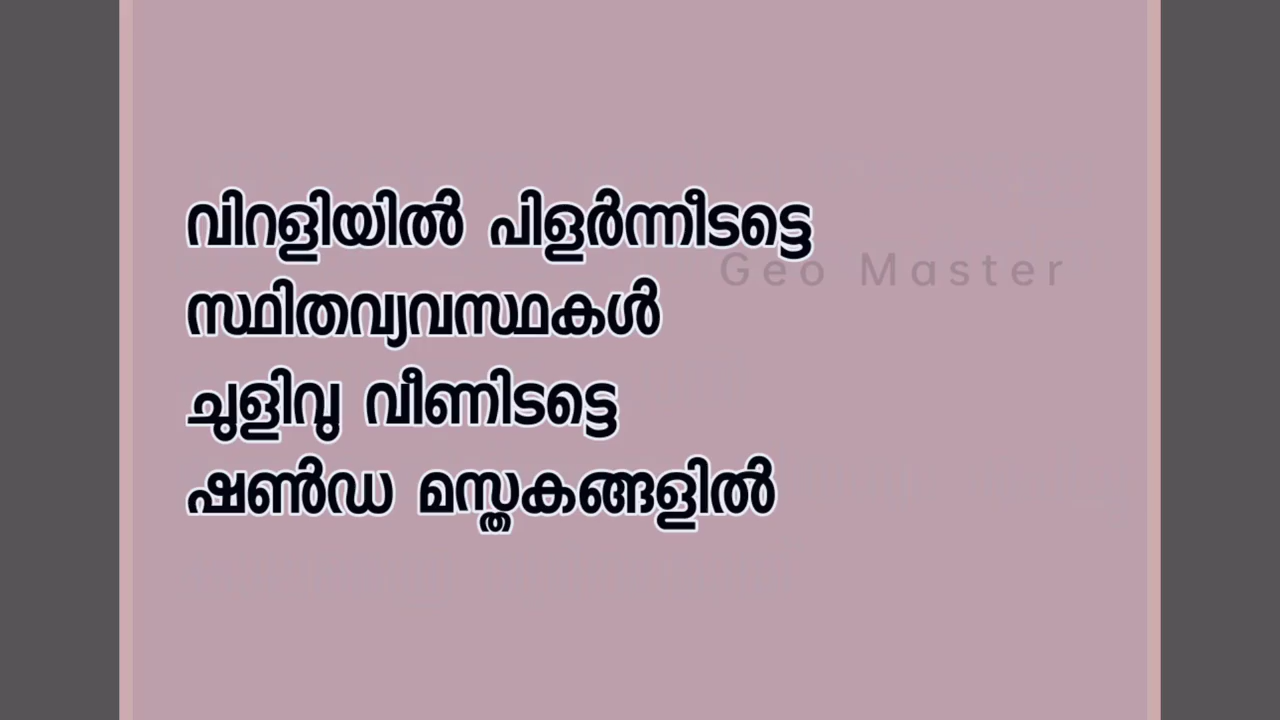 വിറളിയിൽ പിളർന്നീടട്ടെ
Geo Master
സ്ഥിതവ്യവസ്ഥകൾ
ചുളിവു വീണിടട്ടെ
ഷൺഡ മസ്തകങ്ങളിൽ